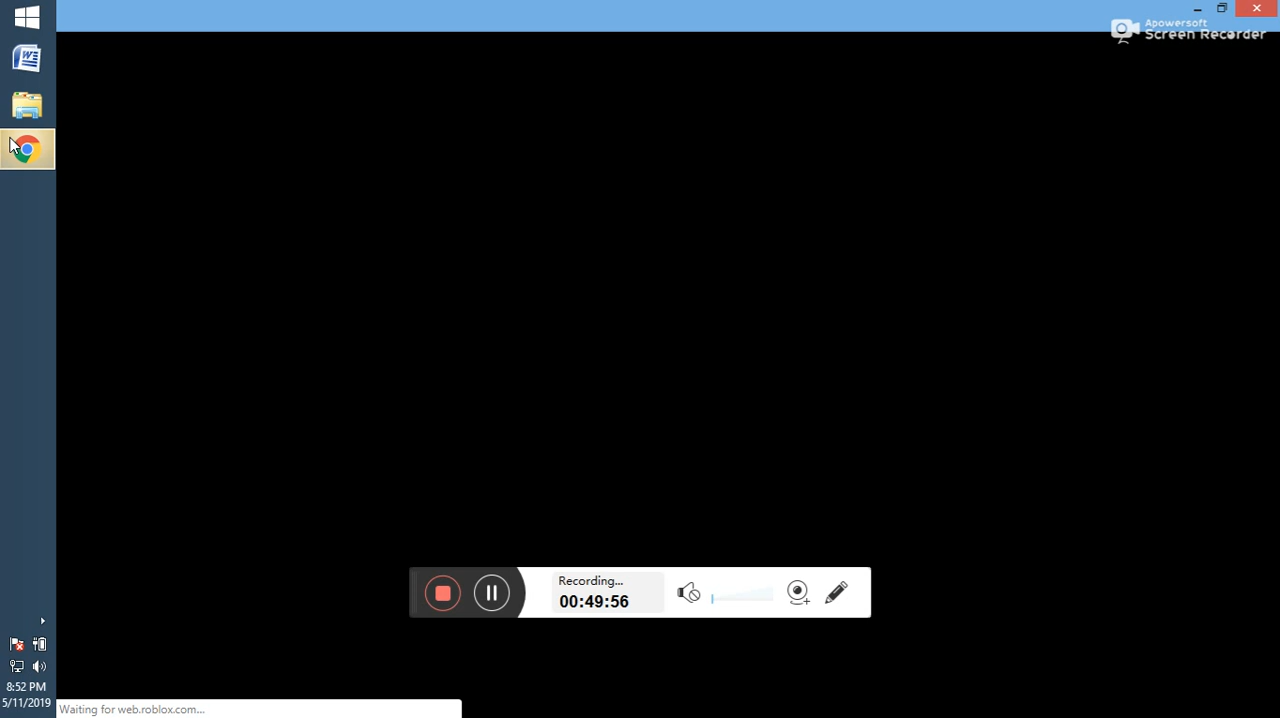 Apowersoft
Screen Recorder
Recording...
00:49:56
8:52 PM
5/11/2019
Waiting for web.roblox.com...